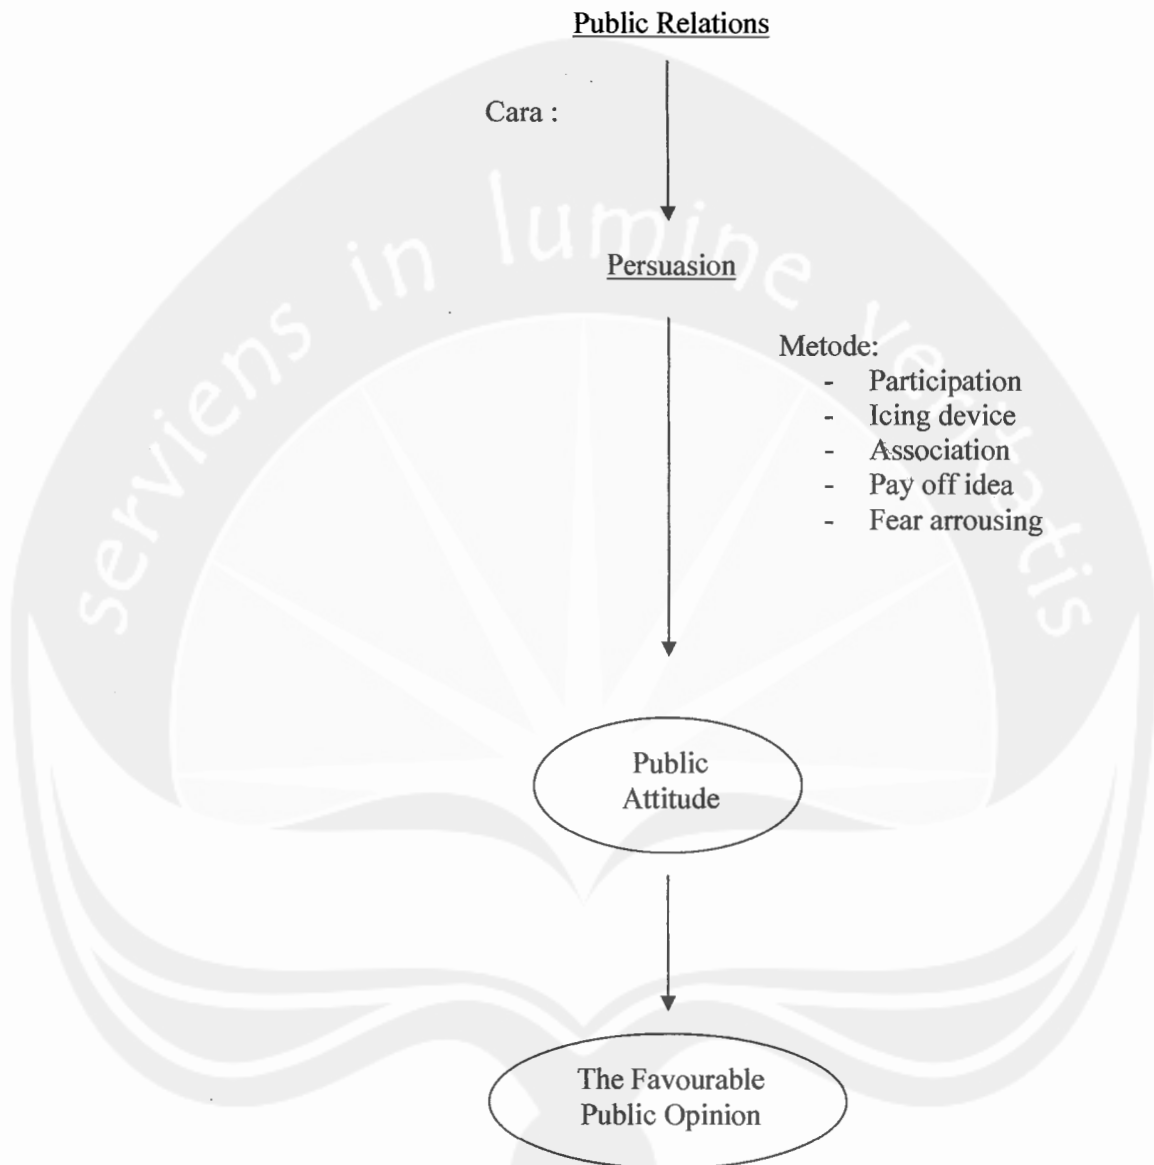 Public Relations
Cara :
serviens in lumine veritatis
Persuasion
Metode:
- Participation
- Icing device
- Association
- Pay off idea
- Fear arrousing
Public
Attitude
The Favourable
Public Opinion